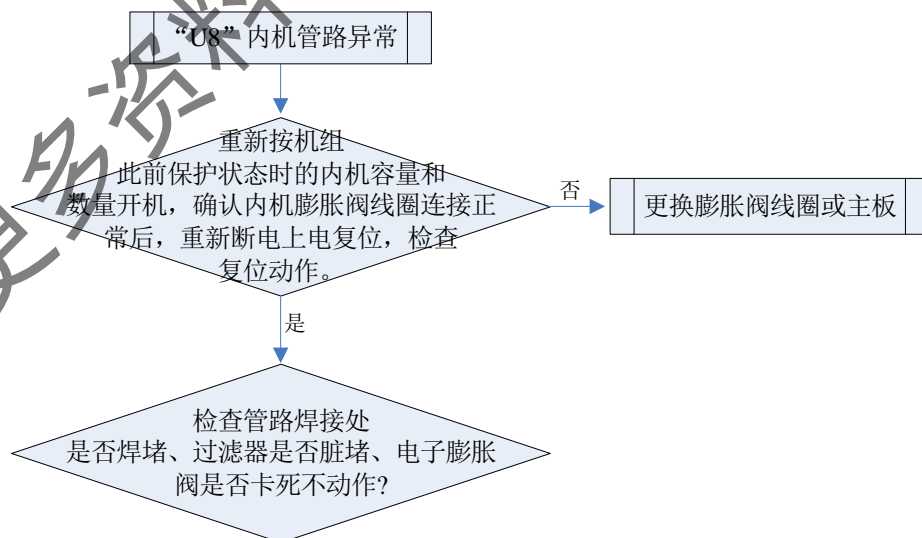 “U8”内机管路异常
重新按机组
此前保护状态时的内机容量和
数量开机，确认内机膨胀阀线圈连接正
常后，重新断电上电复位，检查
复位动作。
否
更换膨胀阀线圈或主板
是
检查管路焊接处
是否焊堵、过滤器是否脏堵、电子膨胀
阀是否卡死不动作?
更多资料